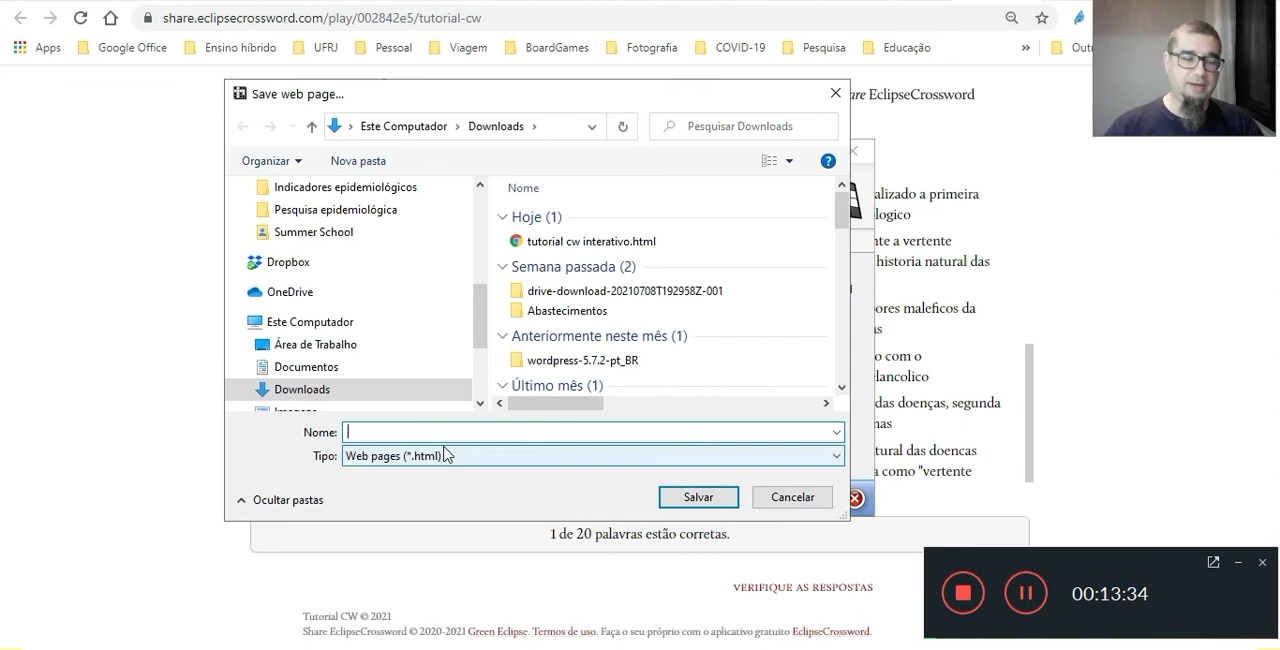 share.eclipsecrossword.com/play/002842e5/tutorial-cw
Apps Google Office Ensino híbrido UFRJ Pessoal Viagem BoardGames Fotografia COVID-19 Pesquisa Educação »
Save web page...
EclipseCrossword
Este Computador Downloads
Pesquisar Downloads
Organizar Nova pasta
Indicadores epidemiológicos
Pesquisa epidemiológica
Summer School
Dropbox
OneDrive
Este Computador
Área de Trabalho
Documentos
Downloads
Nome
Hoje (1)
tutorial cw interativo.html
Semana passada (2)
drive-download-20210708T192958Z-001
Abastecimentos
Anteriormente neste mês (1)
wordpress-5.7.2-pt_BR
Último mês (1)
alizado a primeira
ologico
nte a vertente
historia natural das
ores maleficos da
as
o com o
elancolico
das doenças, segunda
nas
tural das doenças
a como "vertente
Nome:
Tipo: Web pages (*.html)
Ocultar pastas
Salvar Cancelar
1 de 20 palavras estão corretas.
VERIFIQUE AS RESPOSTAS
Tutorial CW © 2021
Share EclipseCrossword © 2020-2021 Green Eclipse. Termos de uso. Faça o seu próprio com o aplicativo gratuito EclipseCrossword.
00:13:34